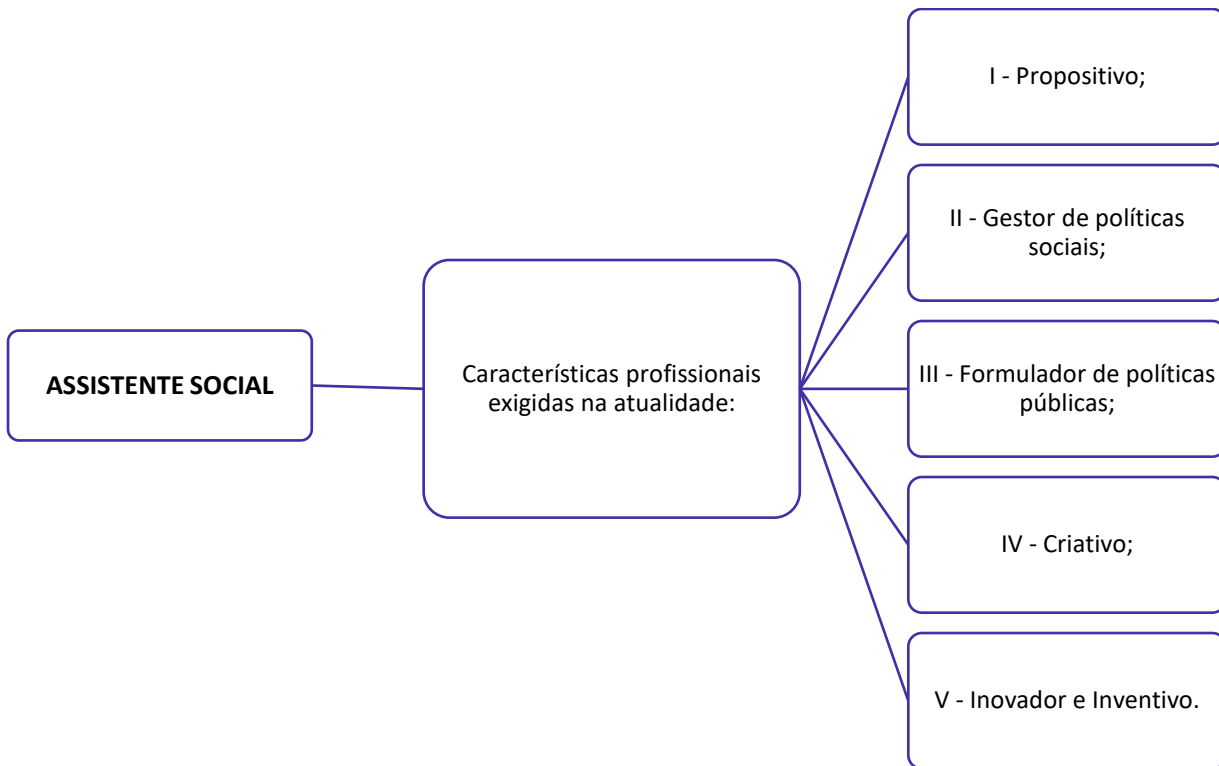 ASSISTENTE SOCIAL
Características profissionais
exigidas na atualidade:
I - Propositivo;
II - Gestor de políticas
sociais;
III - Formulador de políticas
públicas;
IV - Criativo;
V - Inovador e Inventivo.